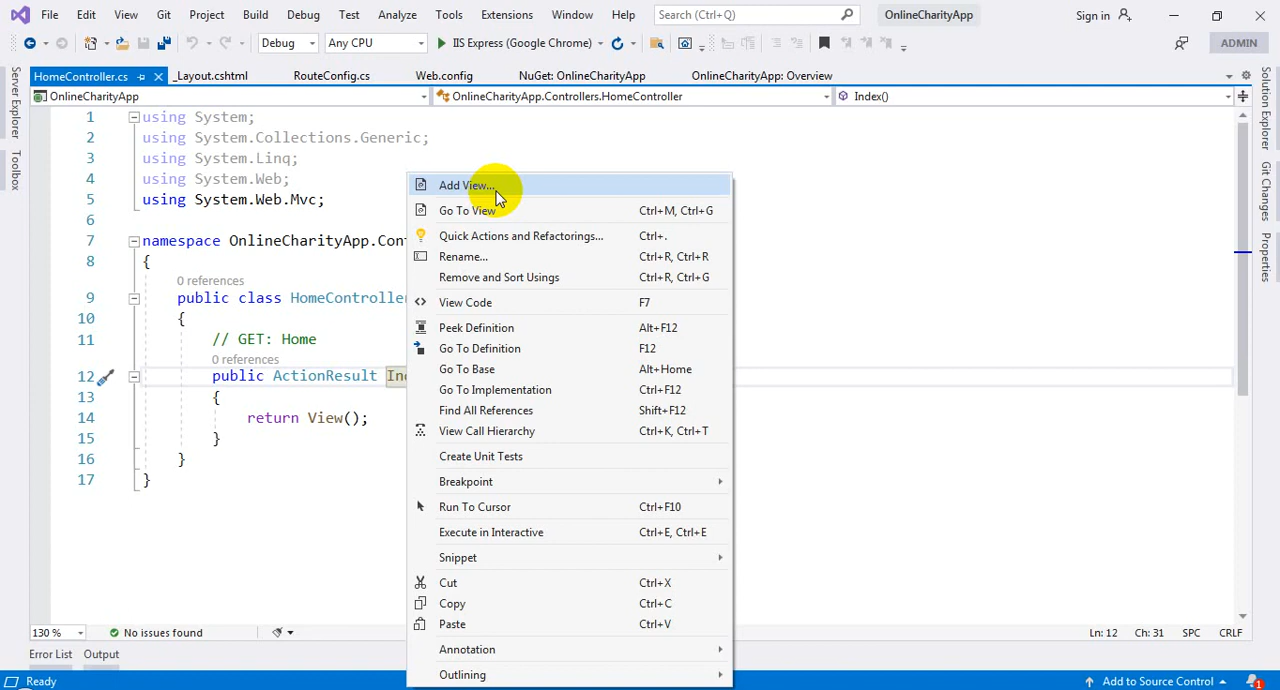 File Edit View Git Project Build Debug Test Analyze Tools Extensions Window Help Search (Ctrl+Q) OnlineCharityApp Sign in
Debug Any CPU IIS Express (Google Chrome) ADMIN
HomeController.cs _Layout.cshtml RouteConfig.cs Web.config NuGet: OnlineCharityApp OnlineCharityApp: Overview
OnlineCharityApp OnlineCharityApp.Controllers.HomeController Index()
Server Explorer
Toolbox
1 using System;
2 using System.Collections.Generic;
3 using System.Linq;
4 using System.Web;
5 using System.Web.Mvc;
6
7 namespace OnlineCharityApp.Cont
8 {
0 references
9 public class HomeController
10 {
11 // GET: Home
0 references
12 public ActionResult Ind
13 {
14 return View();
15 }
16 }
17 }
Add View...
Go To View Ctrl+M, Ctrl+G
Quick Actions and Refactorings... Ctrl+.
Rename... Ctrl+R, Ctrl+R
Remove and Sort Usings Ctrl+R, Ctrl+G
View Code F7
Peek Definition Alt+F12
Go To Definition F12
Go To Base Alt+Home
Go To Implementation Ctrl+F12
Find All References Shift+F12
View Call Hierarchy Ctrl+K, Ctrl+T
Create Unit Tests
Breakpoint
Run To Cursor Ctrl+F10
Execute in Interactive Ctrl+E, Ctrl+E
Snippet
Cut Ctrl+X
Copy Ctrl+C
Paste Ctrl+V
Annotation
Outlining
Solution Explorer
Git Changes
Properties
130 % No issues found Ln: 12 Ch: 31 SPC CRLF
Error List Output
Ready Add to Source Control 1